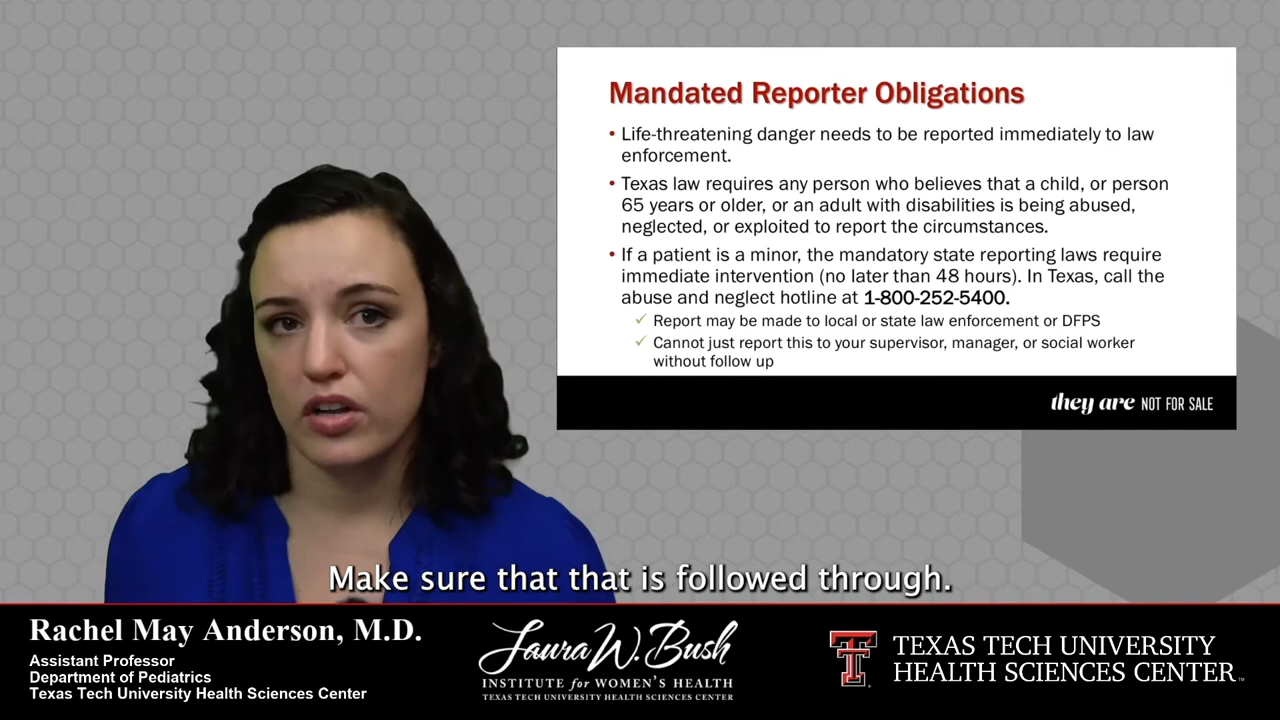 Mandated Reporter Obligations
• Life-threatening danger needs to be reported immediately to law
enforcement.
• Texas law requires any person who believes that a child, or person
65 years or older, or an adult with disabilities is being abused,
neglected, or exploited to report the circumstances.
• If a patient is a minor, the mandatory state reporting laws require
immediate intervention (no later than 48 hours). In Texas, call the
abuse and neglect hotline at 1-800-252-5400.
✓ Report may be made to local or state law enforcement or DFPS
✓ Cannot just report this to your supervisor, manager, or social worker
without follow up
they are NOT FOR SALE
Make sure that that is followed through.
Rachel May Anderson, M.D.
Assistant Professor
Department of Pediatrics
Texas Tech University Health Sciences Center
Laura W. Bush
INSTITUTE for WOMEN'S HEALTH
TEXAS TECH UNIVERSITY HEALTH SCIENCES CENTER
TEXAS TECH UNIVERSITY
HEALTH SCIENCES CENTER™